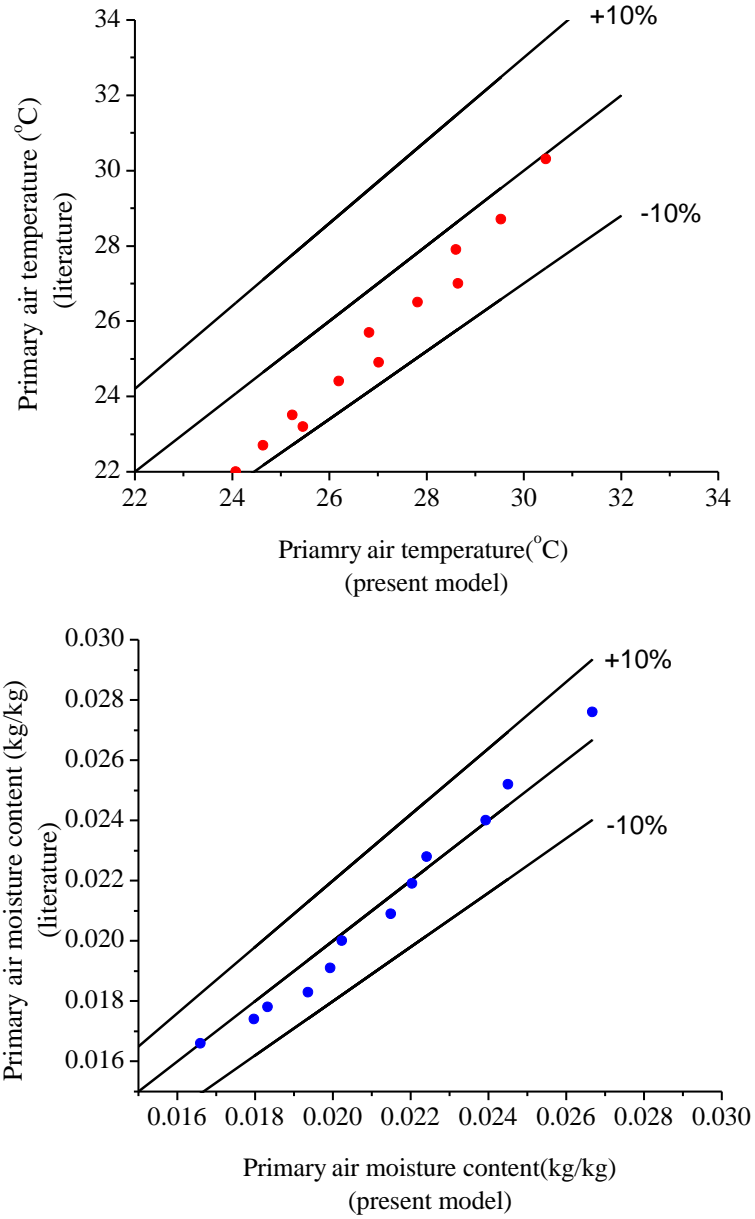 34
+10%
32
30
28
26
24
22
-10%
Primary air temperature (°C)
(literature)
22 24 26 28 30 32 34
Priamry air temperature(°C)
(present model)
0.030
+10%
0.028
0.026
0.024
0.022
0.020
0.018
0.016
-10%
Primary air moisture content (kg/kg)
(literature)
0.016 0.018 0.020 0.022 0.024 0.026 0.028 0.030
Primary air moisture content(kg/kg)
(present model)